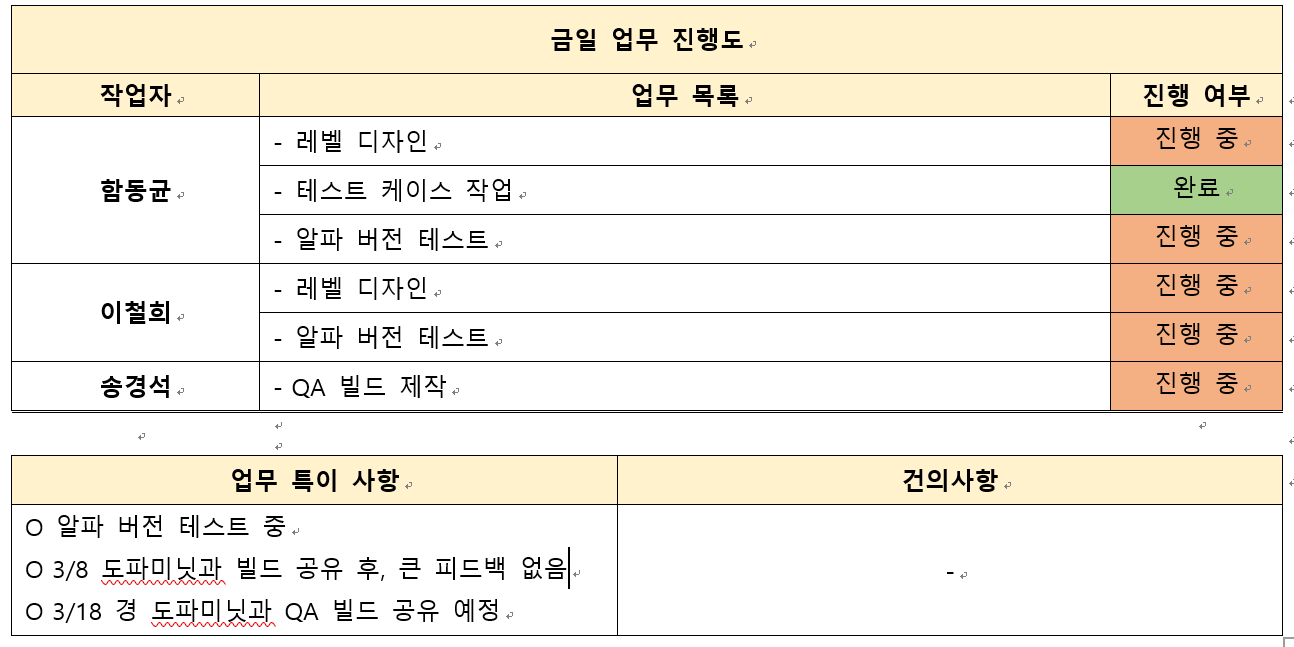 금일 업무 진행도
작업자 업무 목록 진행 여부
함동균
- 레벨 디자인 진행 중
- 테스트 케이스 작업 완료
- 알파 버전 테스트 진행 중
이철희
- 레벨 디자인 진행 중
- 알파 버전 테스트 진행 중
송경석 - QA 빌드 제작 진행 중
업무 특이 사항 건의사항
O 알파 버전 테스트 중
O 3/8 도파미닛과 빌드 공유 후, 큰 피드백 없음
O 3/18 경 도파미닛과 QA 빌드 공유 예정
-